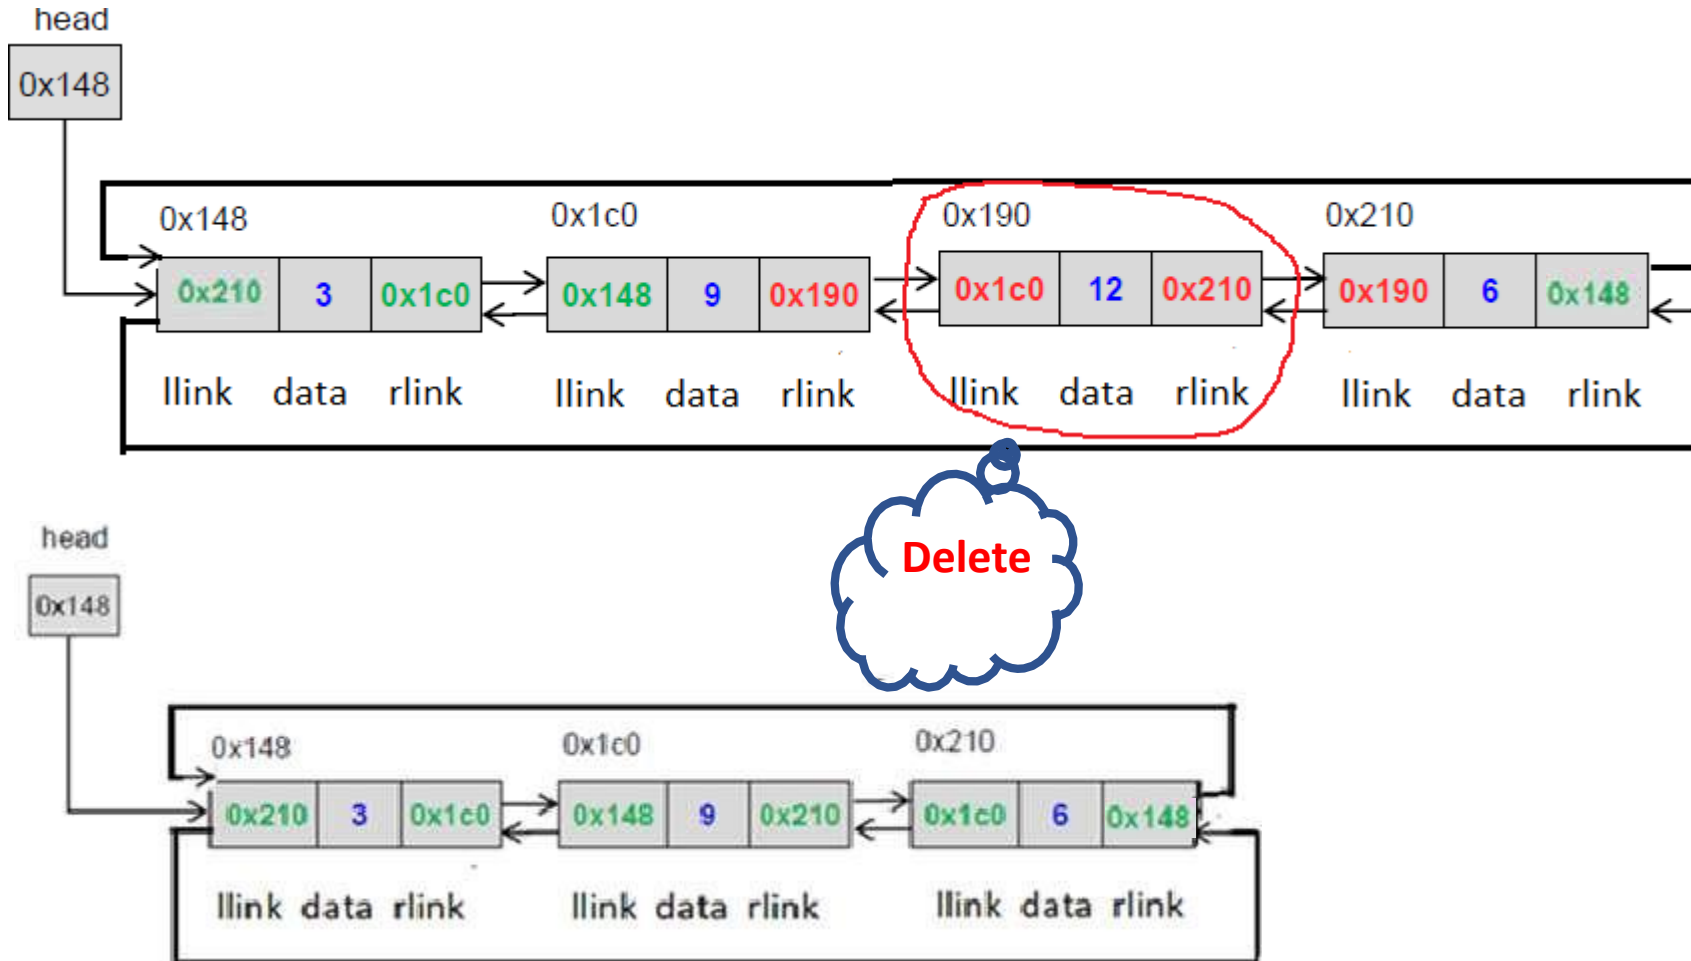 head
0x148
0x148 0x1c0 0x190 0x210
0x210 3 0x1c0 0x148 9 0x190 0x1c0 12 0x210 0x190 6 0x148
llink data rlink llink data rlink llink data rlink llink data rlink
Delete
head
0x148
0x148 0x1c0 0x210
0x210 3 0x1c0 0x148 9 0x210 0x1c0 6 0x148
llink data rlink llink data rlink llink data rlink